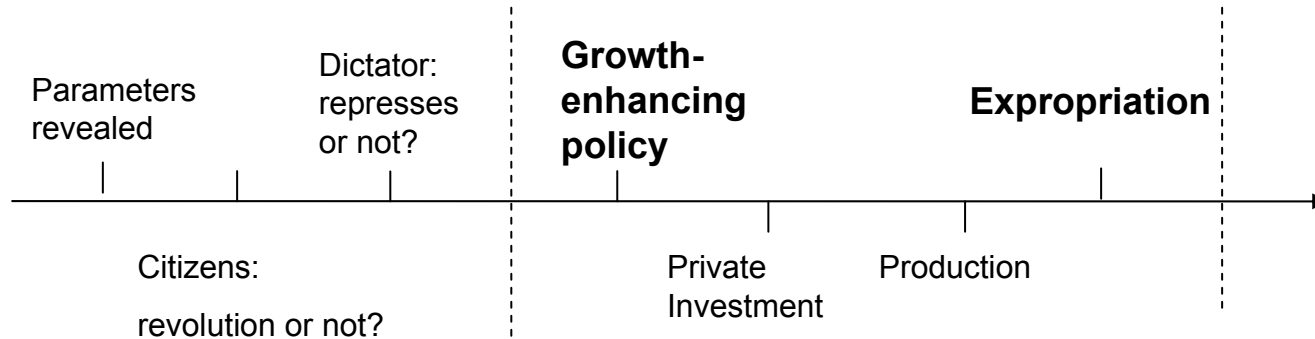 Parameters
revealed
Citizens:
revolution or not?
Dictator:
represses
or not?
Growth-
enhancing
policy
Private
Investment
Production
Expropriation